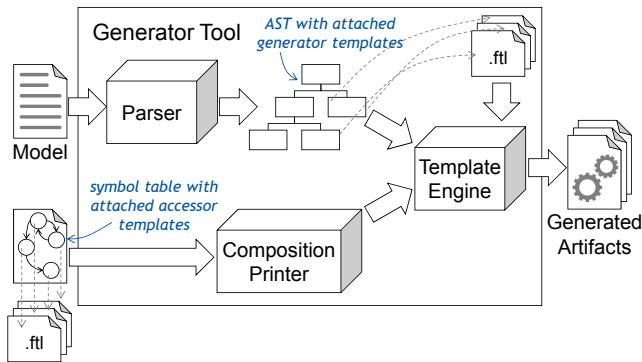 Generator Tool
AST with attached
generator templates
.ftl
Parser
Model
Template
Engine
symbol table with
attached accessor
templates
Composition
Printer
Generated
Artifacts
.ftl